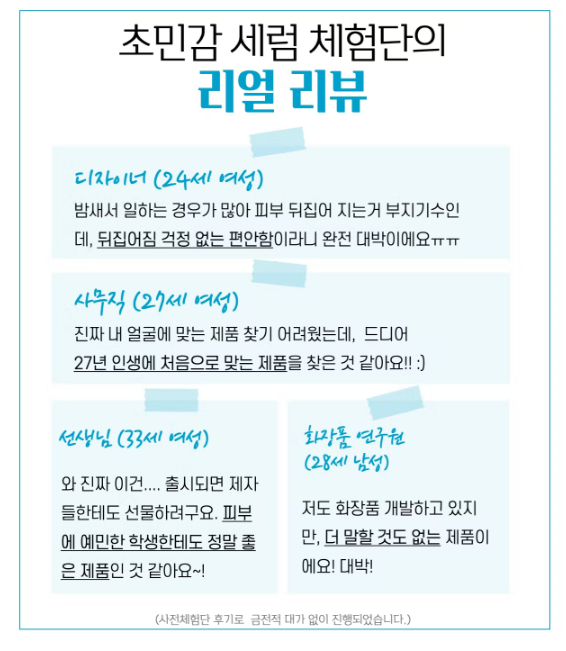 초민감 세럼 체험단의
리얼 리뷰
디자이너 (24세 여성)
밤새서 일하는 경우가 많아 피부 뒤집어 지는거 부지기수인
데, 뒤집어짐 걱정 없는 편안함이라니 완전 대박이에요ㅠㅠ
사무직 (27세 여성)
진짜 내 얼굴에 맞는 제품 찾기 어려웠는데, 드디어
27년 인생에 처음으로 맞는 제품을 찾은 것 같아요!! :)
선생님 (33세 여성)
와 진짜 이건.... 출시되면 제자
들한테도 선물하려구요. 피부
에 예민한 학생한테도 정말 좋
은 제품인 것 같아요~!
화장품 연구원
(28세 남성)
저도 화장품 개발하고 있지
만, 더 말할 것도 없는 제품이
에요! 대박!
(사전체험단 후기로 금전적 대가 없이 진행되었습니다.)